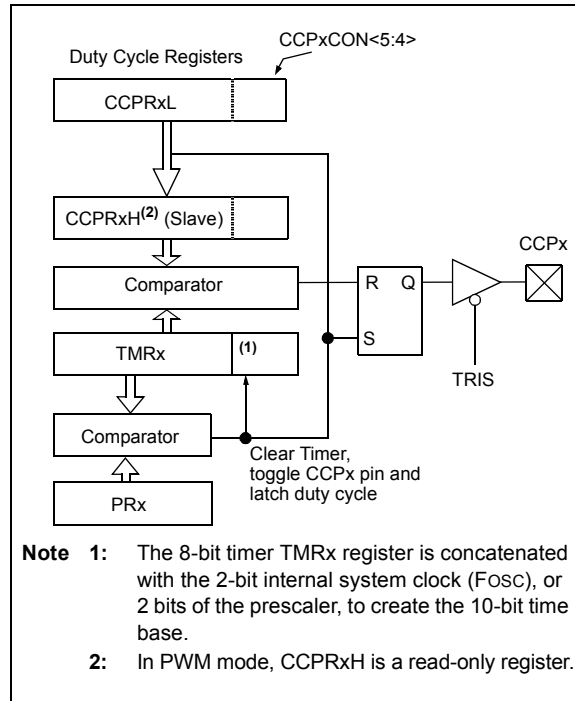 CCPxCON<5:4>
Duty Cycle Registers
CCPRxL
CCPRxH(2) (Slave)
CCPx
Comparator
R Q
S
TMRx
(1)
TRIS
Comparator
Clear Timer,
toggle CCPx pin and
latch duty cycle
PRx
Note 1: The 8-bit timer TMRx register is concatenated
with the 2-bit internal system clock (FOSC), or
2 bits of the prescaler, to create the 10-bit time
base.
2: In PWM mode, CCPRxH is a read-only register.